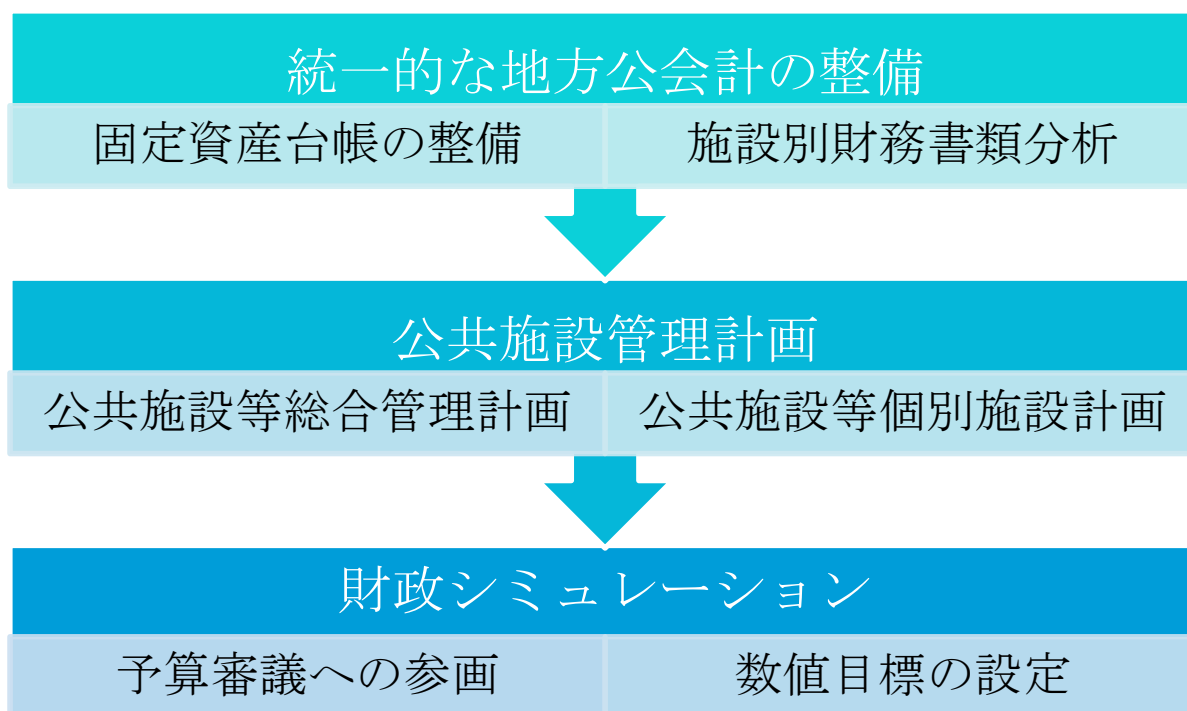 統一的な地方公会計の整備
固定資産台帳の整備
施設別財務書類分析
公共施設管理計画
公共施設等総合管理計画
公共施設等個別施設計画
財政シミュレーション
予算審議への参画
数値目標の設定